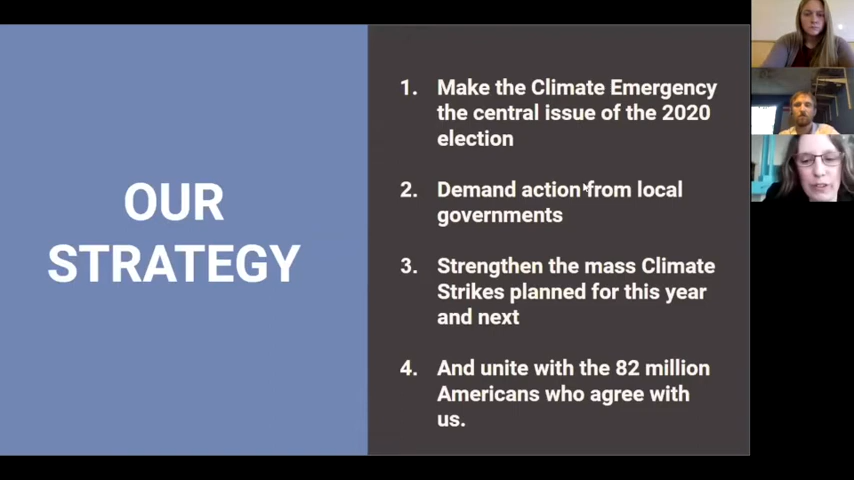 OUR
STRATEGY
1. Make the Climate Emergency
the central issue of the 2020
election
2. Demand action from local
governments
3. Strengthen the mass Climate
Strikes planned for this year
and next
4. And unite with the 82 million
Americans who agree with
us.